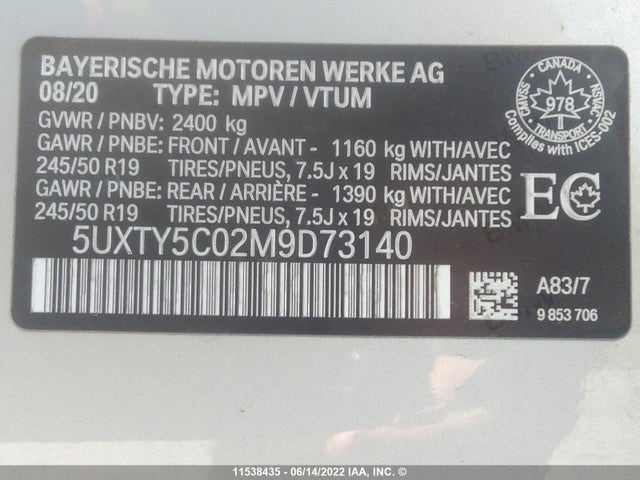 BAYERISCHE MOTOREN WERKE AG
08/20 TYPE: MPV / VTUM
GVWR / PNBV: 2400 kg
GAWR / PNBE: FRONT / AVANT - 1160 kg WITH/AVEC
245/50 R19 TIRES/PNEUS, 7.5J x 19 RIMS/JANTES
GAWR / PNBE: REAR / ARRIÈRE - 1390 kg WITH/AVEC
245/50 R19 TIRES/PNEUS, 7.5J x 19 RIMS/JANTES
5UXTY5C02M9D73140
CANADA
CMVSS
978
NSVAC
TRANSPORT
Complies with ICES-002
EC
A83/7
9 853 706
11538435 - 06/14/2022 IAA, INC. ©